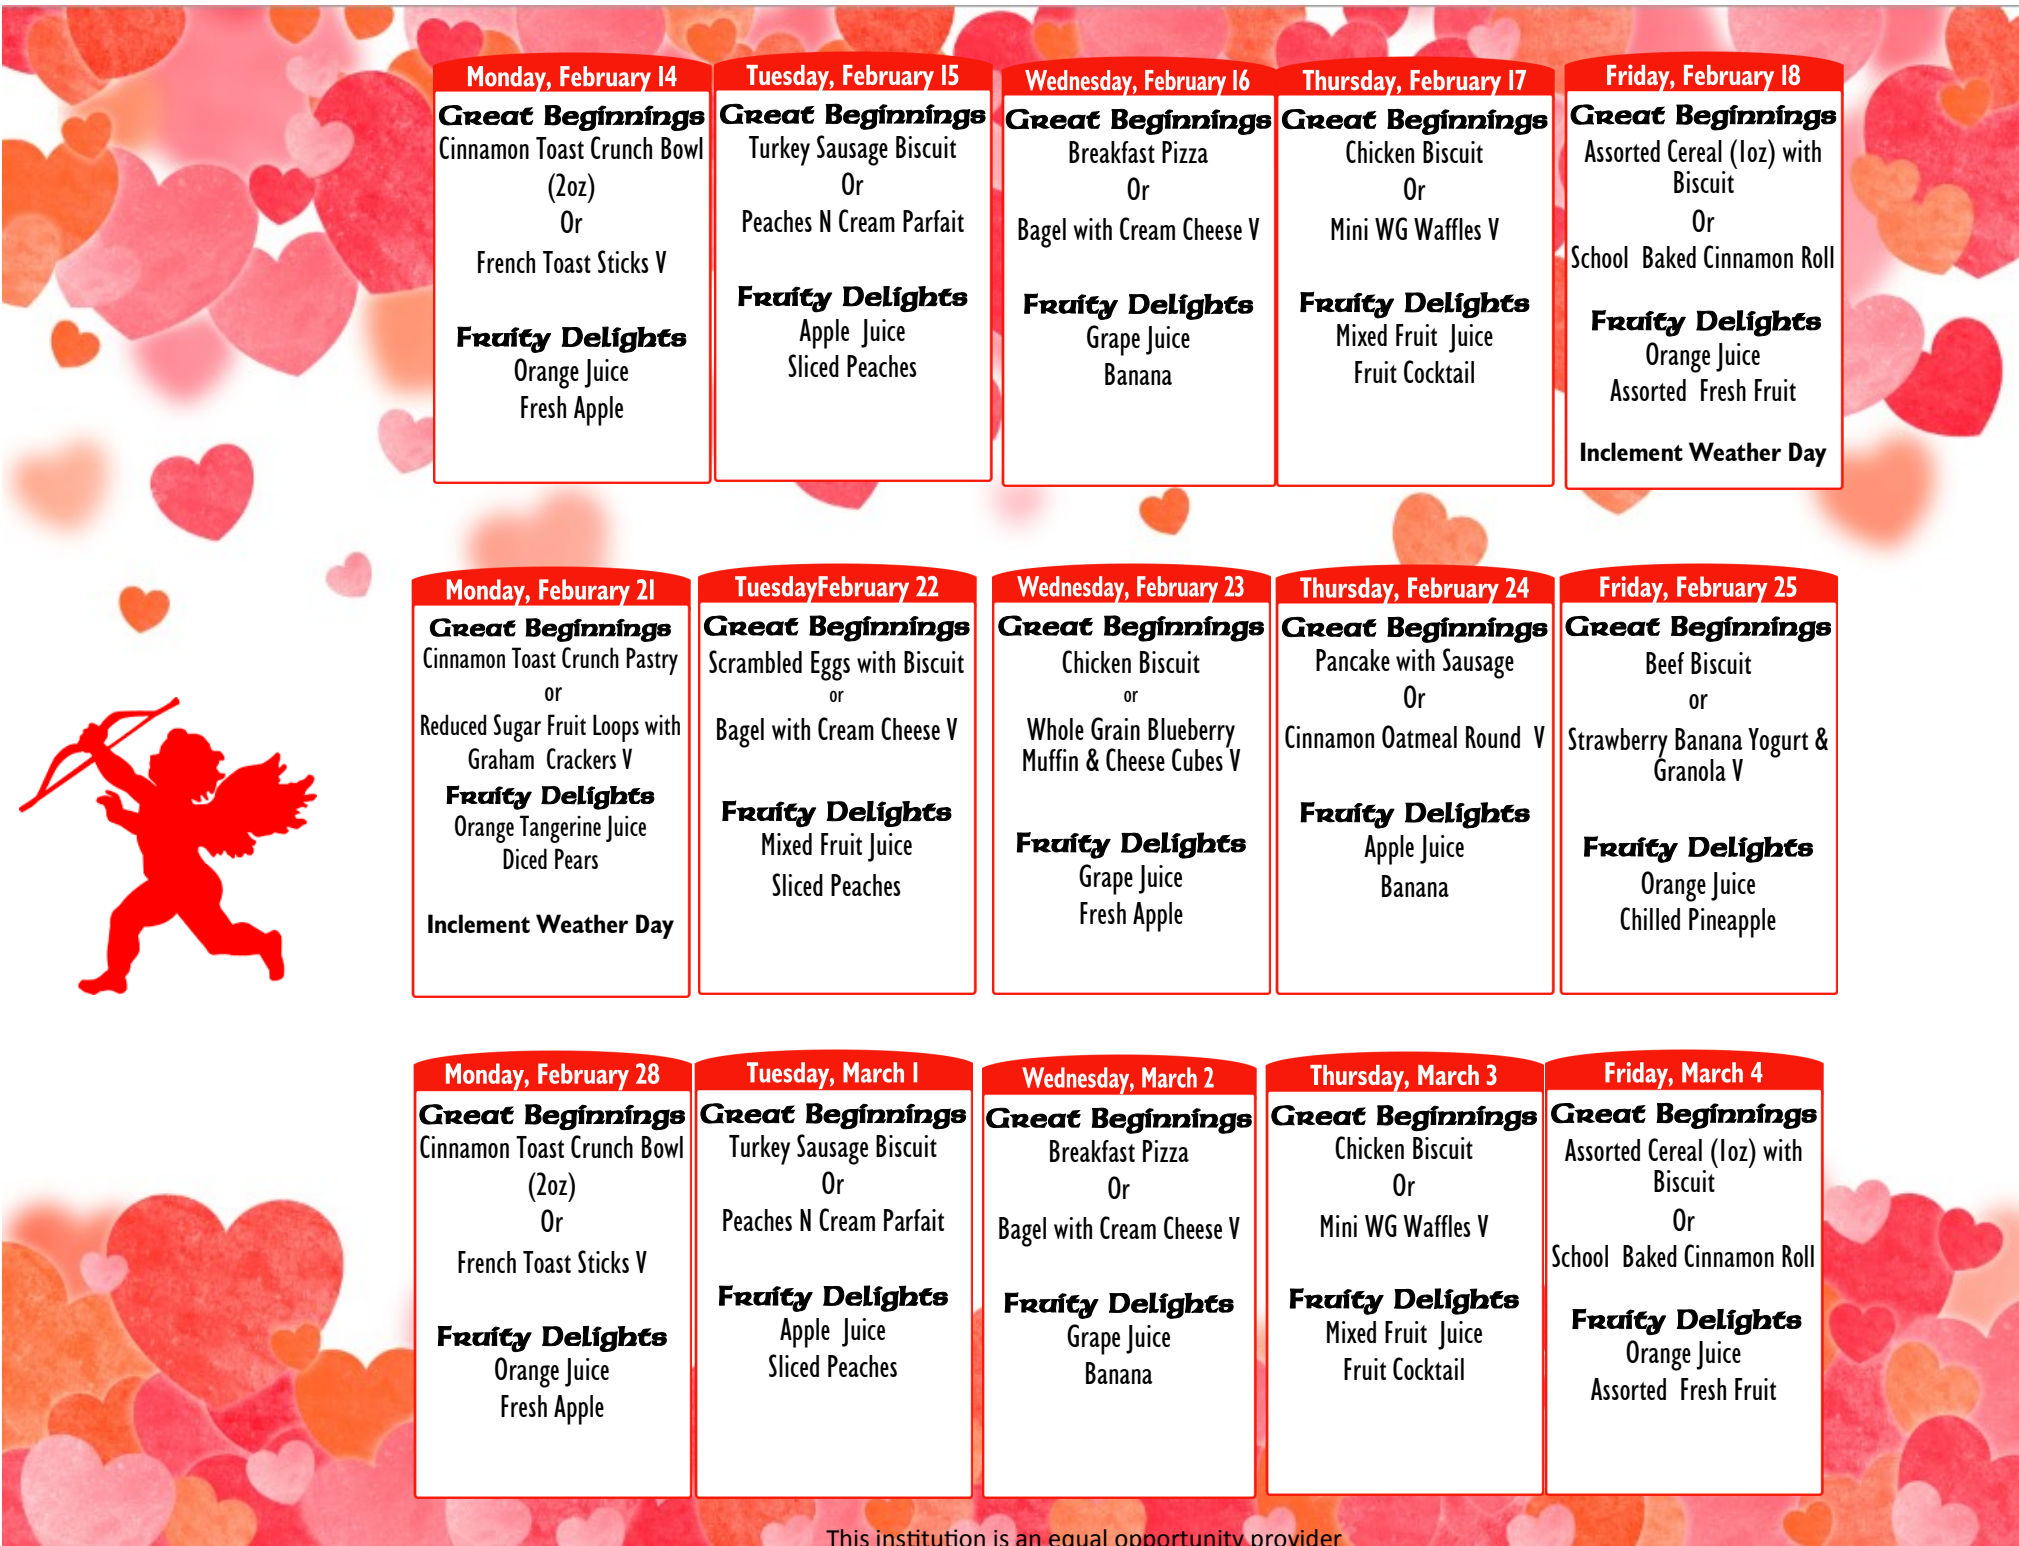 Monday, February 14
Great Beginnings
Cinnamon Toast Crunch Bowl
(2oz)
Or
French Toast Sticks V
Fruity Delights
Orange Juice
Fresh Apple
Tuesday, February 15
Great Beginnings
Turkey Sausage Biscuit
Or
Peaches N Cream Parfait
Fruity Delights
Apple Juice
Sliced Peaches
Wednesday, February 16
Great Beginnings
Breakfast Pizza
Or
Bagel with Cream Cheese V
Fruity Delights
Grape Juice
Banana
Thursday, February 17
Great Beginnings
Chicken Biscuit
Or
Mini WG Waffles V
Fruity Delights
Mixed Fruit Juice
Fruit Cocktail
Friday, February 18
Great Beginnings
Assorted Cereal (1oz) with
Biscuit
Or
School Baked Cinnamon Roll
Fruity Delights
Orange Juice
Assorted Fresh Fruit
Inclement Weather Day
Monday, Feburary 21
Great Beginnings
Cinnamon Toast Crunch Pastry
or
Reduced Sugar Fruit Loops with
Graham Crackers V
Fruity Delights
Orange Tangerine Juice
Diced Pears
Inclement Weather Day
TuesdayFebruary 22
Great Beginnings
Scrambled Eggs with Biscuit
or
Bagel with Cream Cheese V
Fruity Delights
Mixed Fruit Juice
Sliced Peaches
Wednesday, February 23
Great Beginnings
Chicken Biscuit
or
Whole Grain Blueberry
Muffin & Cheese Cubes V
Fruity Delights
Grape Juice
Fresh Apple
Thursday, February 24
Great Beginnings
Pancake with Sausage
Or
Cinnamon Oatmeal Round V
Fruity Delights
Apple Juice
Banana
Friday, February 25
Great Beginnings
Beef Biscuit
or
Strawberry Banana Yogurt &
Granola V
Fruity Delights
Orange Juice
Chilled Pineapple
Monday, February 28
Great Beginnings
Cinnamon Toast Crunch Bowl
(2oz)
Or
French Toast Sticks V
Fruity Delights
Orange Juice
Fresh Apple
Tuesday, March 1
Great Beginnings
Turkey Sausage Biscuit
Or
Peaches N Cream Parfait
Fruity Delights
Apple Juice
Sliced Peaches
Wednesday, March 2
Great Beginnings
Breakfast Pizza
Or
Bagel with Cream Cheese V
Fruity Delights
Grape Juice
Banana
Thursday, March 3
Great Beginnings
Chicken Biscuit
Or
Mini WG Waffles V
Fruity Delights
Mixed Fruit Juice
Fruit Cocktail
Friday, March 4
Great Beginnings
Assorted Cereal (1oz) with
Biscuit
Or
School Baked Cinnamon Roll
Fruity Delights
Orange Juice
Assorted Fresh Fruit
This institution is an equal opportunity provider